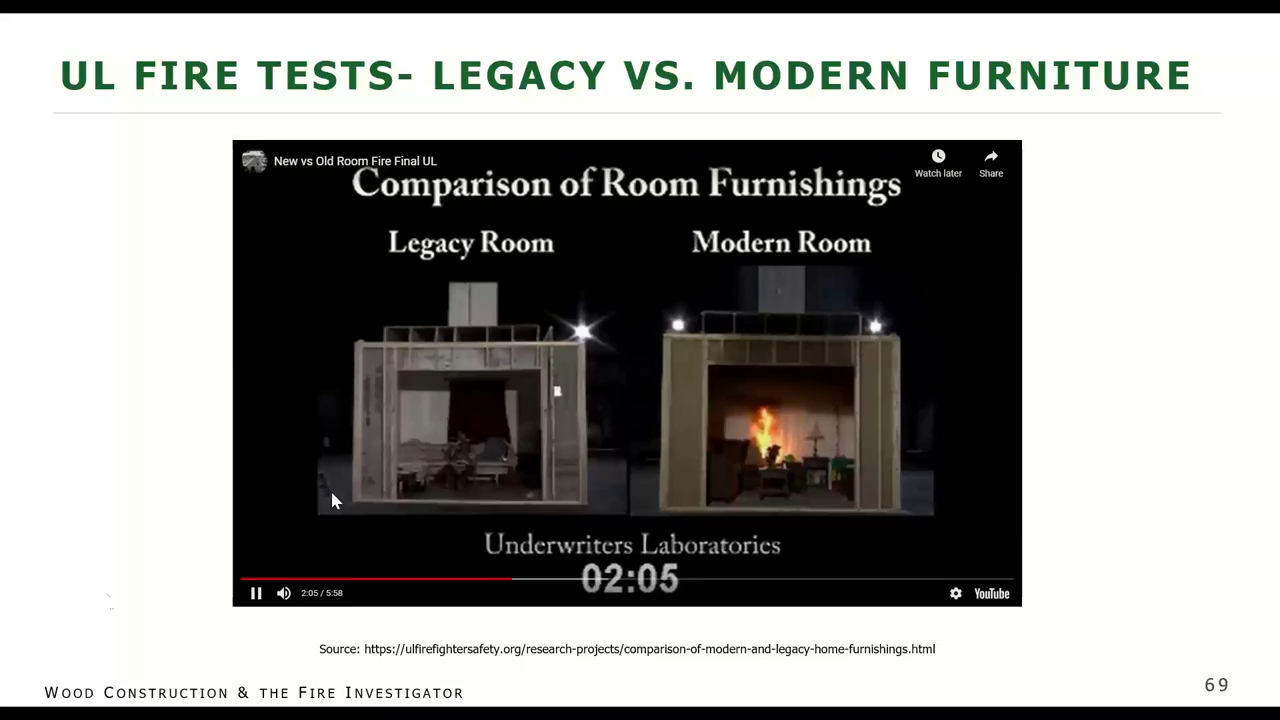 UL FIRE TESTS- LEGACY VS. MODERN FURNITURE
New vs Old Room Fire Final UL
Watch later
Share
Comparison of Room Furnishings
Legacy Room
Modern Room
Underwriters Laboratories
02:05
2:05 / 5:58
YouTube
Source: https://ulfirefightersafety.org/research-projects/comparison-of-modern-and-legacy-home-furnishings.html
WOOD CONSTRUCTION & THE FIRE INVESTIGATOR
69